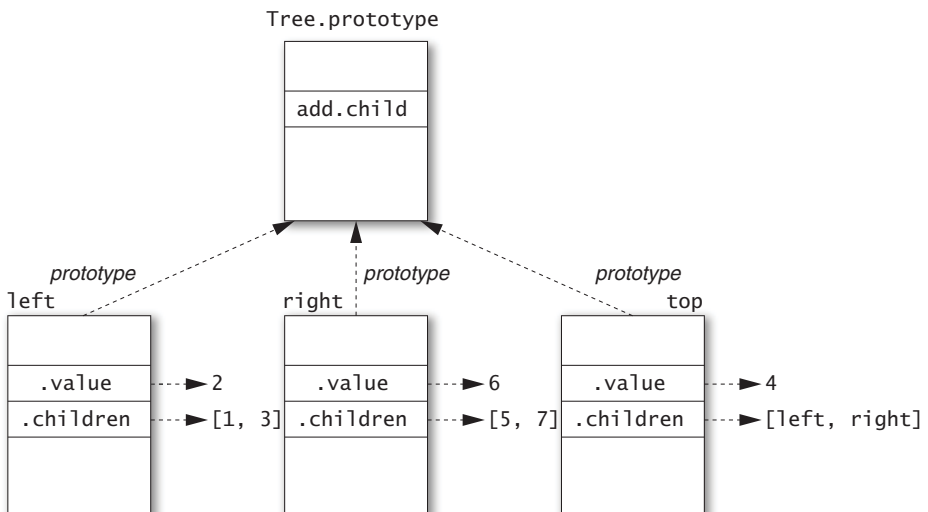 Tree.prototype
add.child
prototype prototype prototype
left right top
.value 2 .value 6 .value 4
.children [1, 3] .children [5, 7] .children [left, right]